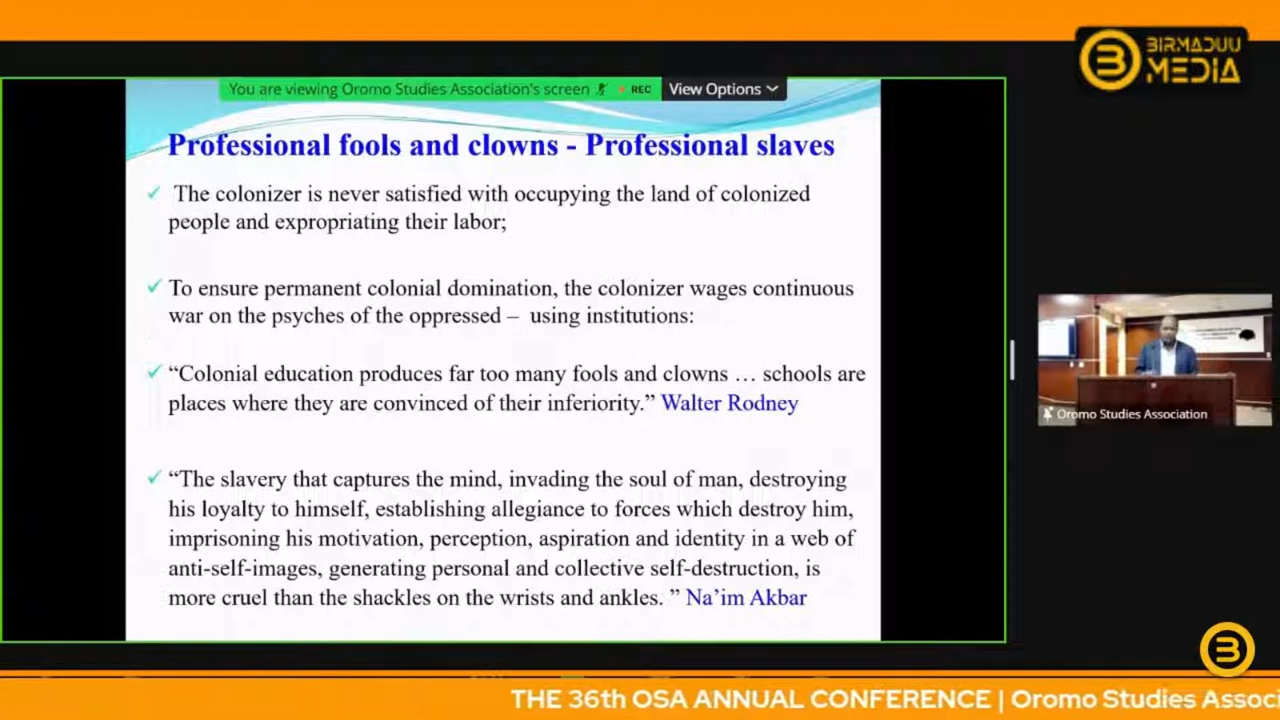 BIRMADUU
MEDIA
You are viewing Oromo Studies Association's screen REC View Options
Professional fools and clowns - Professional slaves
The colonizer is never satisfied with occupying the land of colonized
people and expropriating their labor;
To ensure permanent colonial domination, the colonizer wages continuous
war on the psyches of the oppressed – using institutions:
“Colonial education produces far too many fools and clowns … schools are
places where they are convinced of their inferiority.” Walter Rodney
“The slavery that captures the mind, invading the soul of man, destroying
his loyalty to himself, establishing allegiance to forces which destroy him,
imprisoning his motivation, perception, aspiration and identity in a web of
anti-self-images, generating personal and collective self-destruction, is
more cruel than the shackles on the wrists and ankles. ” Na’im Akbar
Oromo Studies Association
THE 36th OSA ANNUAL CONFERENCE | Oromo Studies Associ